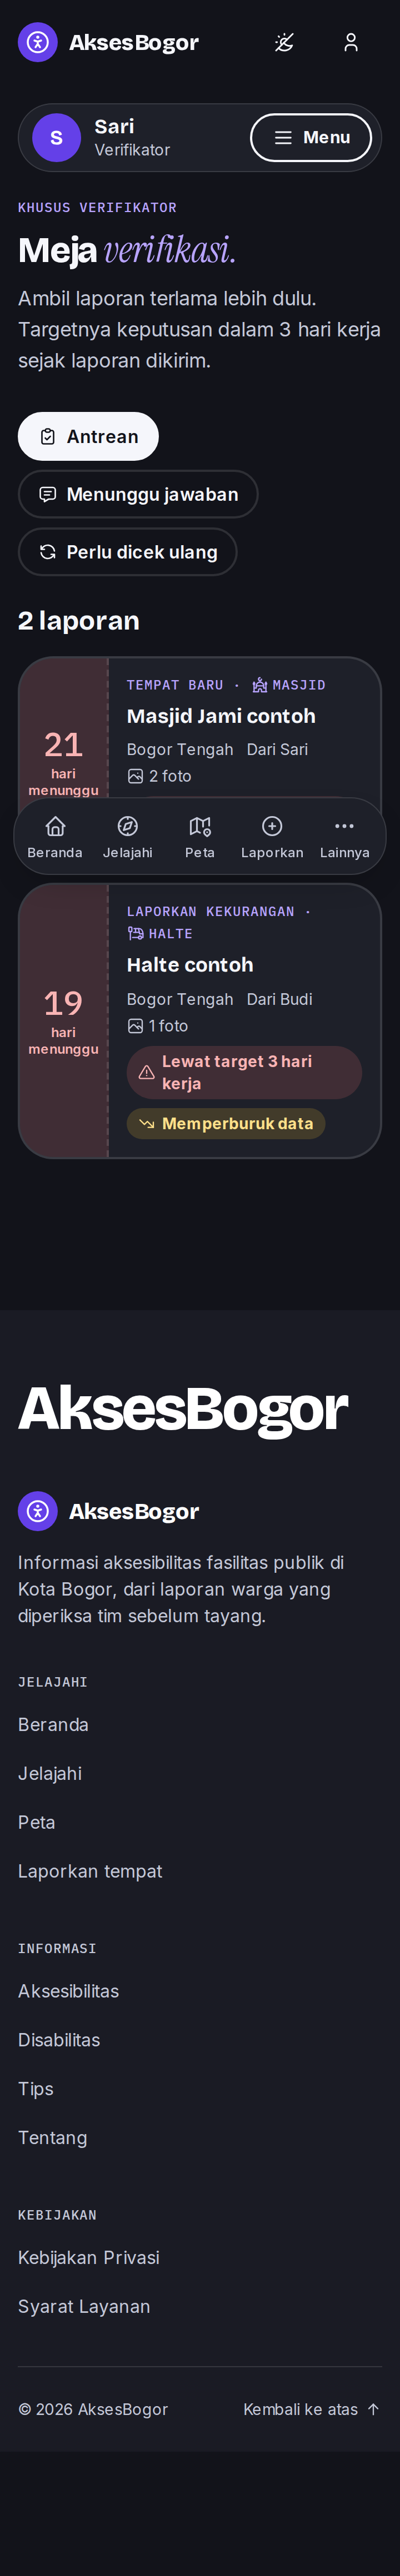 AksesBogor
S
Sari
Verifikator
Menu
KHUSUS VERIFIKATOR
Meja verifikasi.
Ambil laporan terlama lebih dulu.
Targetnya keputusan dalam 3 hari kerja
sejak laporan dikirim.
Antrean
Menunggu jawaban
Perlu dicek ulang
2 laporan
21
hari
menunggu
TEMPAT BARU · MASJID
Masjid Jami contoh
Bogor Tengah Dari Sari
2 foto
Beranda Jelajahi Peta Laporkan Lainnya
19
hari
menunggu
LAPORKAN KEKURANGAN ·
HALTE
Halte contoh
Bogor Tengah Dari Budi
1 foto
Lewat target 3 hari
kerja
Memperburuk data
AksesBogor
AksesBogor
Informasi aksesibilitas fasilitas publik di
Kota Bogor, dari laporan warga yang
diperiksa tim sebelum tayang.
JELAJAHI
Beranda
Jelajahi
Peta
Laporkan tempat
INFORMASI
Aksesibilitas
Disabilitas
Tips
Tentang
KEBIJAKAN
Kebijakan Privasi
Syarat Layanan
© 2026 AksesBogor
Kembali ke atas ↑